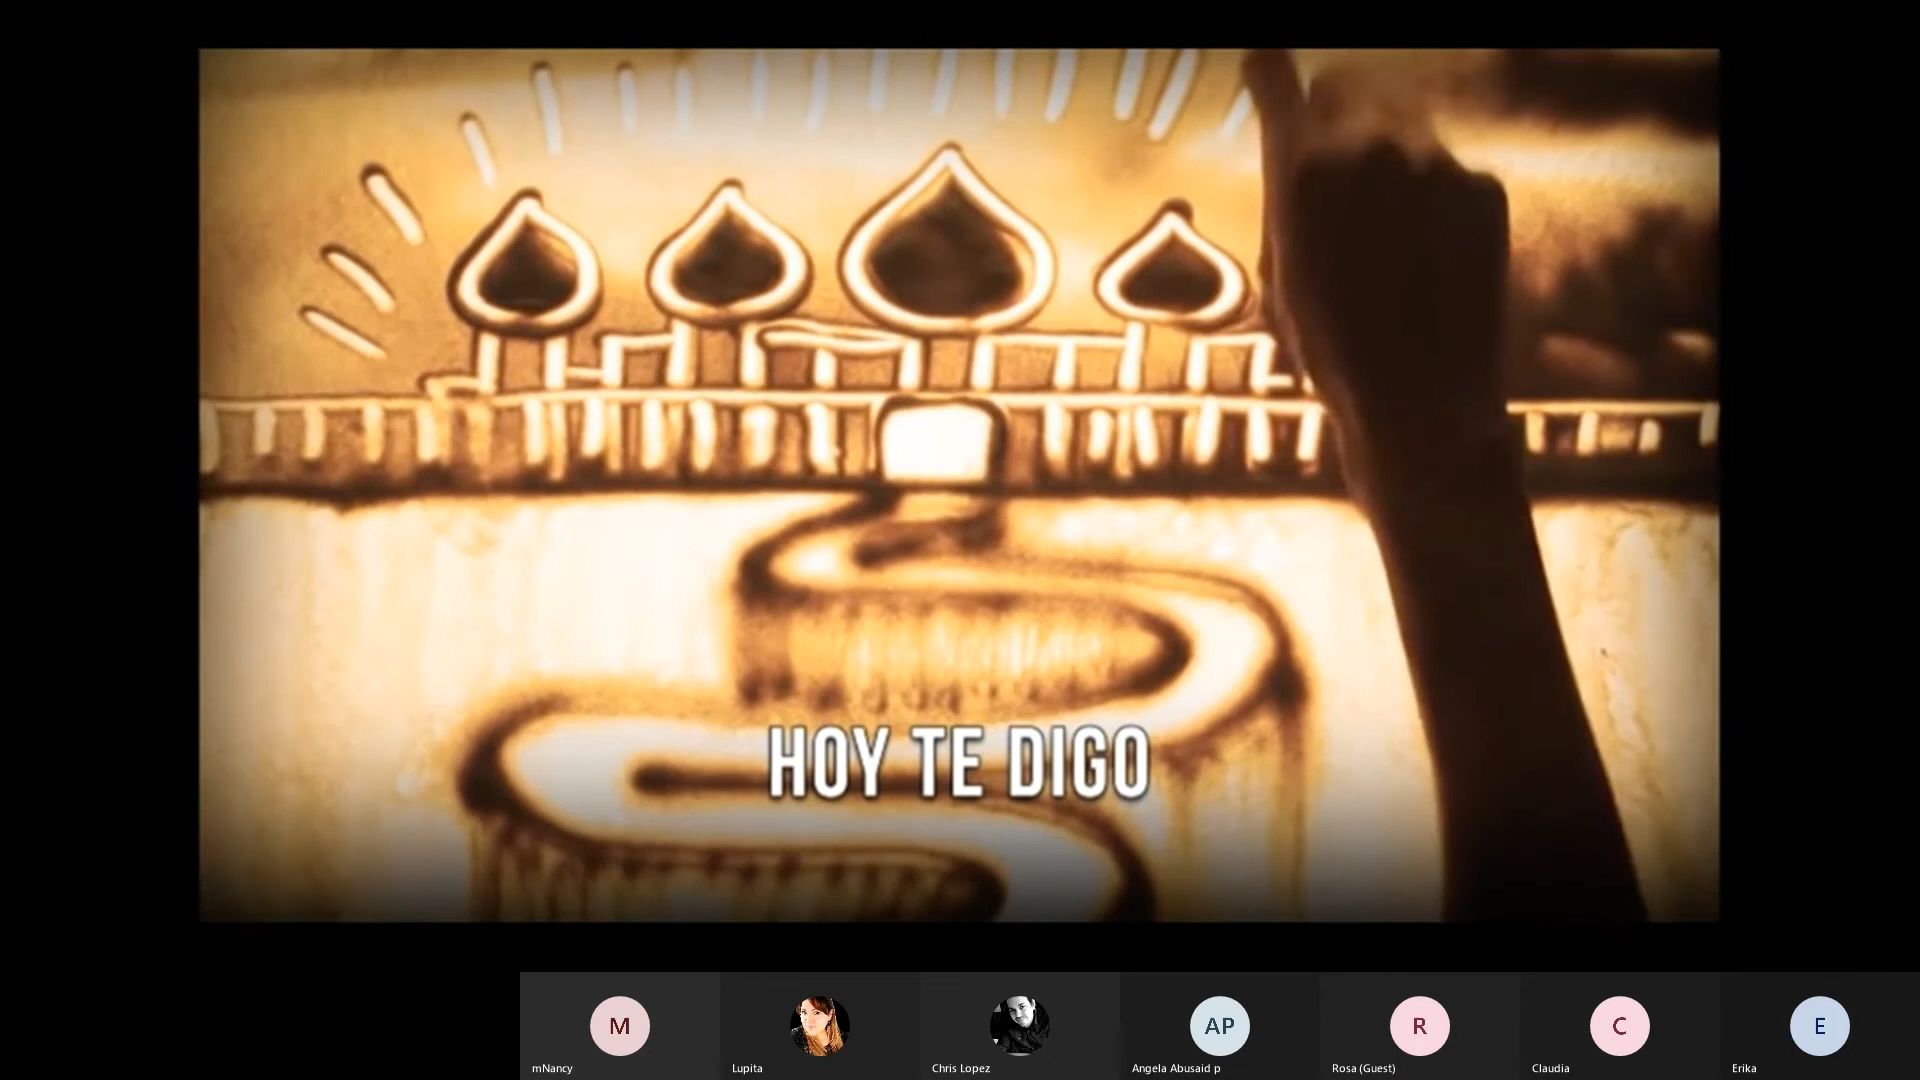 HOY TE DIGO
M
AP
R
C
E
mNancy
Lupita
Chris Lopez
Angela Abusaid p
Rosa (Guest)
Claudia
Erika